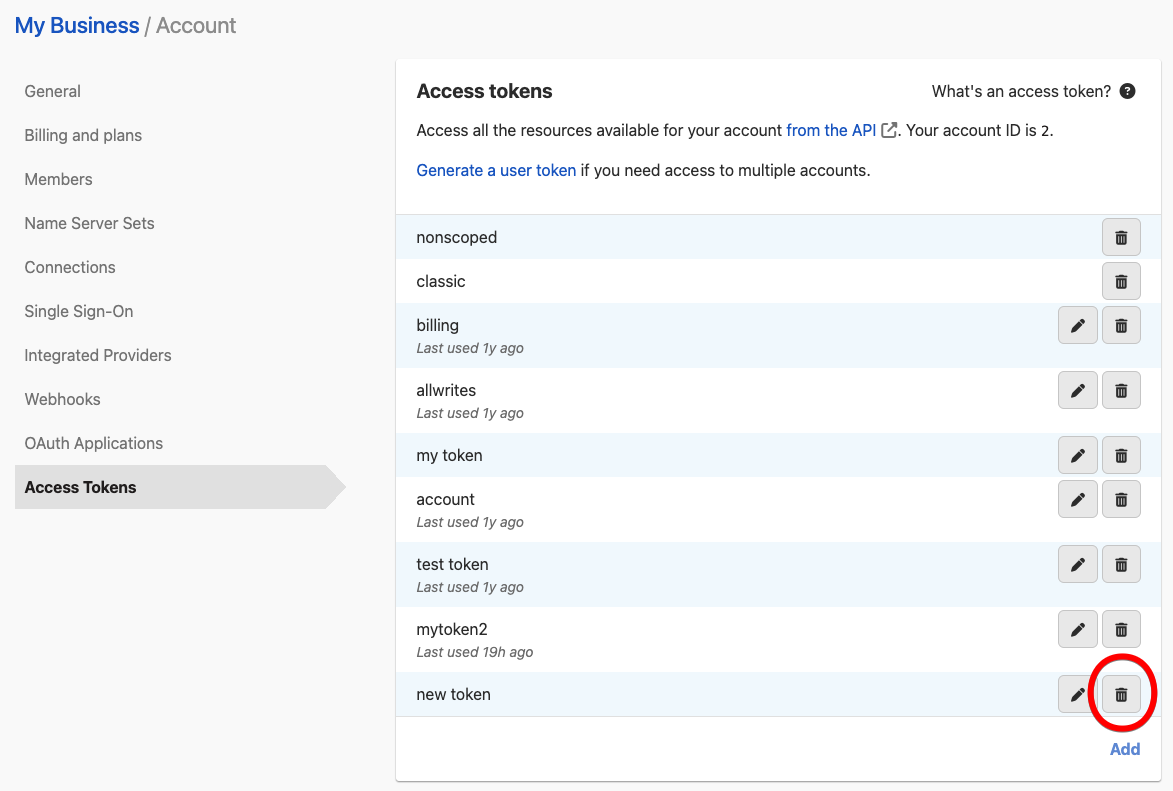 My Business / Account
General
Billing and plans
Members
Name Server Sets
Connections
Single Sign-On
Integrated Providers
Webhooks
OAuth Applications
Access Tokens
Access tokens
What's an access token? ?
Access all the resources available for your account from the API. Your account ID is 2.
Generate a user token if you need access to multiple accounts.
nonscoped
classic
billing
Last used 1y ago
allwrites
Last used 1y ago
my token
account
Last used 1y ago
test token
Last used 1y ago
mytoken2
Last used 19h ago
new token
Add